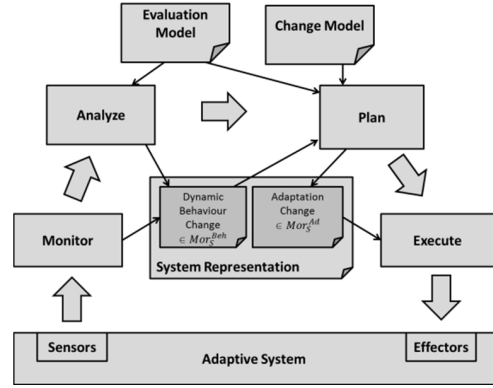 Evaluation
Model
Change Model
Analyze
Plan
Dynamic
Behaviour
Change
∈ Mor_S^Beh
Adaptation
Change
∈ Mor_S^Ad
Monitor
Execute
System Representation
Sensors
Effectors
Adaptive System